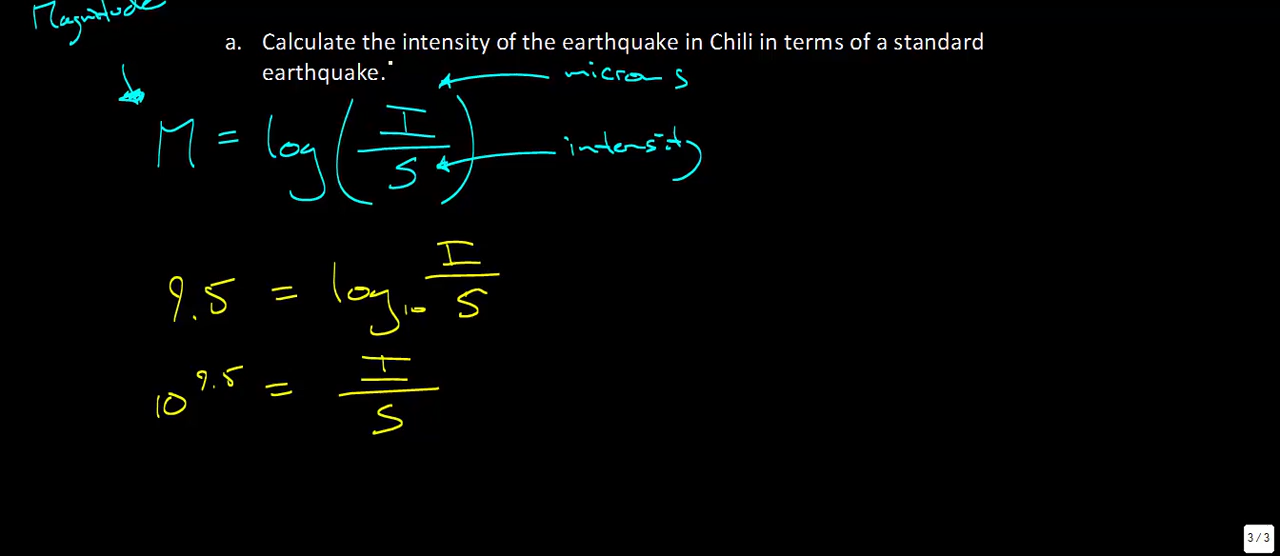 Magnitude
a. Calculate the intensity of the earthquake in Chili in terms of a standard
earthquake.
microns
M = log (I/S)
intensity
9.5 = log₁₀ I/S
10^9.5 = I/S
3 / 3